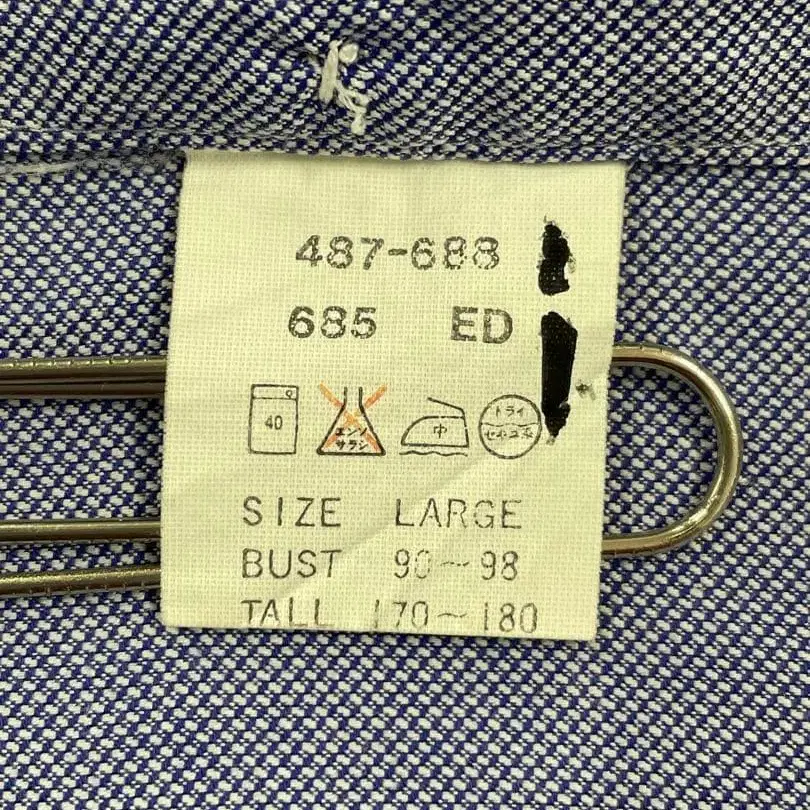 487-688
685 ED
40 エンソ サラシ 中 ドライ セキユ系
SIZE LARGE
BUST 90~98
TALL 170~180